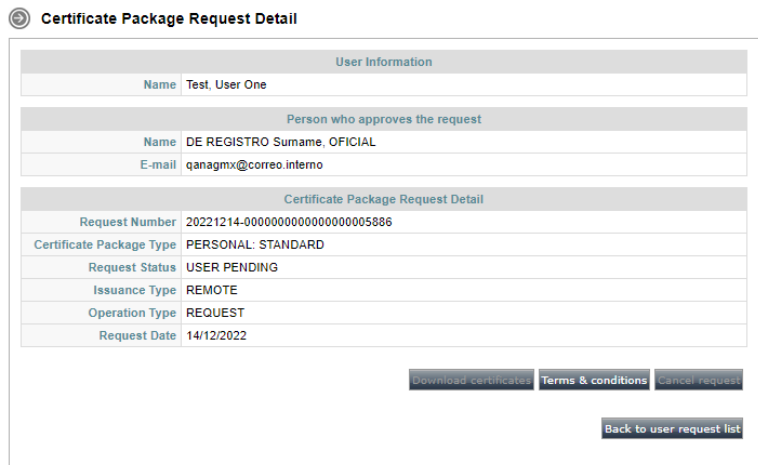 Certificate Package Request Detail
User Information
Name Test, User One
Person who approves the request
Name DE REGISTRO Surname, OFICIAL
E-mail qanagmx@correo.interno
Certificate Package Request Detail
Request Number 20221214-0000000000000000005886
Certificate Package Type PERSONAL: STANDARD
Request Status USER PENDING
Issuance Type REMOTE
Operation Type REQUEST
Request Date 14/12/2022
Download certificates Terms & conditions Cancel request
Back to user request list